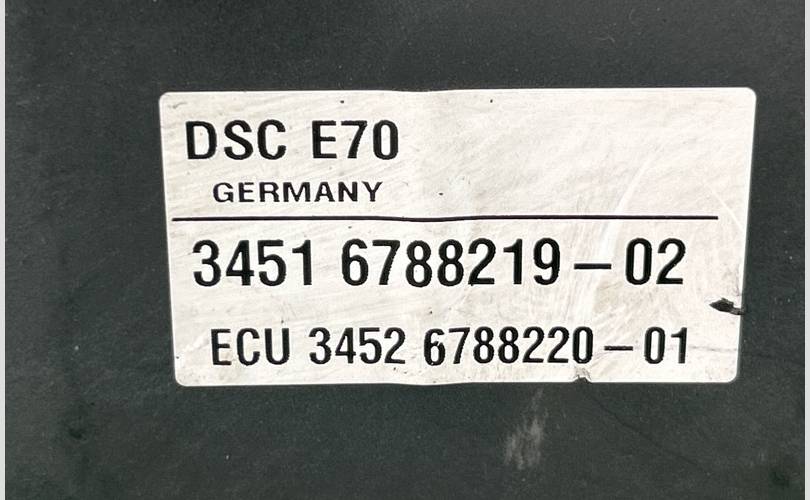 DSC E70
GERMANY
3451 6788219-02
ECU 3452 6788220-01